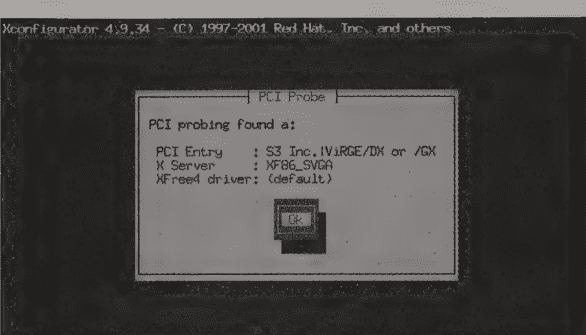 Xconfigurator 4.9.34 - (C) 1997-2001 Red Hat, Inc. and others
PCI Probe
PCI probing found a:
PCI Entry : S3 Inc.|ViRGE/DX or /GX
X Server : XF86_SVGA
XFree4 driver: (default)
Ok